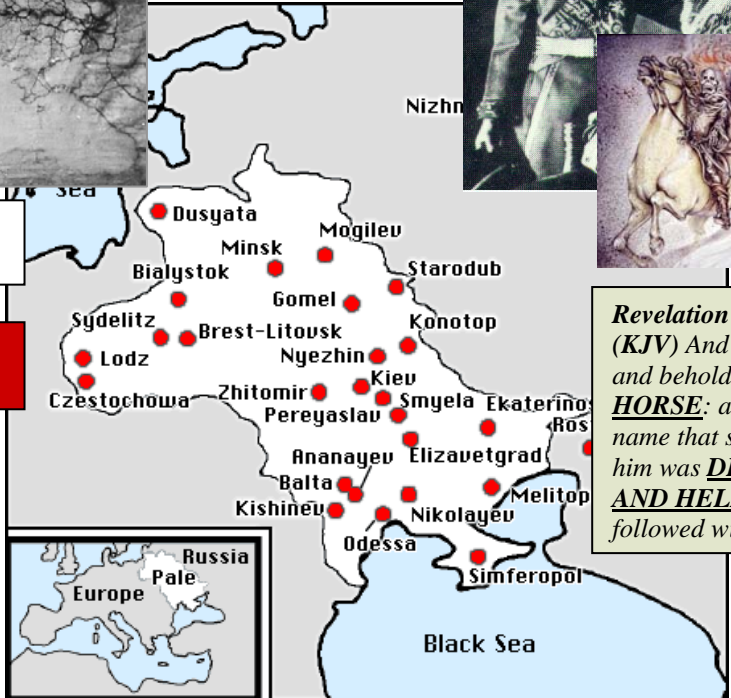 Nizhn
Sea
Dusyata
Mogilev
Minsk
Bialystok
Starodub
Gomel
Sydelitz
Brest-Litovsk
Konotop
Lodz
Nyezhin
Kiev
Czestochowa
Zhitomir
Smyela
Ekaterinos
Pereyaslav
Ros
Ananayev
Elizavetgrad
Balta
Melitop
Kishinev
Nikolayev
Odessa
Simferopol
Black Sea
Russia
Pale
Europe
Revelation
(KJV) And
and behold
HORSE: a
name that s
him was DE
AND HEL
followed wi